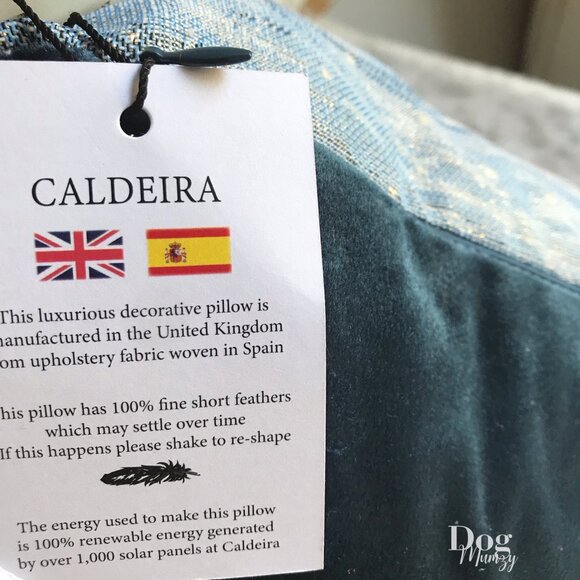 CALDEIRA
This luxurious decorative pillow is
manufactured in the United Kingdom
om upholstery fabric woven in Spain
his pillow has 100% fine short feathers
which may settle over time
If this happens please shake to re-shape
The energy used to make this pillow
is 100% renewable energy generated
by over 1,000 solar panels at Caldeira
Dog
Mumzy